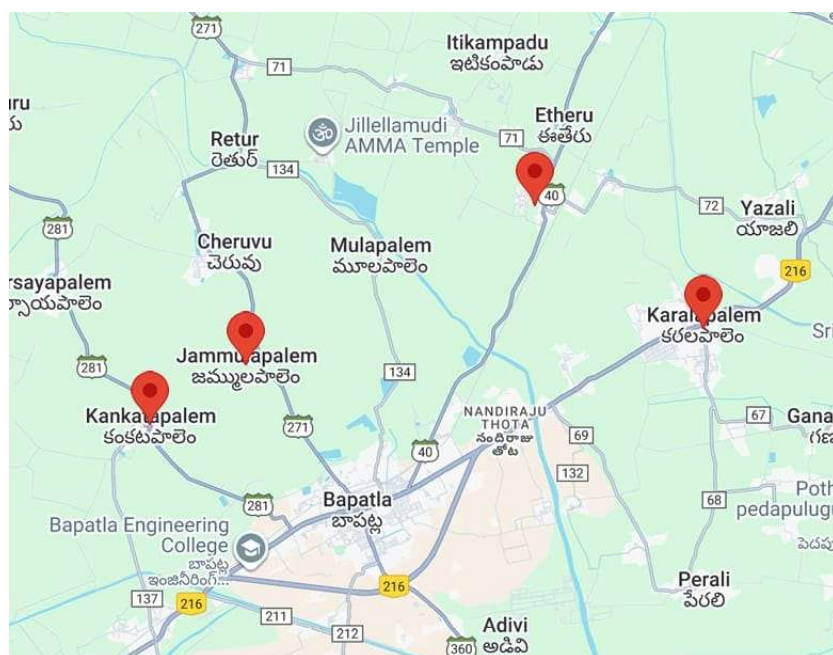 271
Itikampadu
ఇటికంపాడు
71
Etheru
ఈతేరు
71
Jillellamudi
AMMA Temple
Retur
రెతుర్
134
40
72
Yazali
యాజలి
281
Cheruvu
చెరువు
Mulapalem
మూలపాలెం
216
Karalapalem
కరలపాలెం
Jammulapalem
జమ్ములపాలెం
281
134
Kankatapalem
కంకటపాలెం
271
NANDIRAJU
THOTA
నందిరాజు
తోట
69
67
40
132
68
Bapatla
బాపట్ల
281
Bapatla Engineering
College
బాపట్ల
ఇంజినీరింగ్...
216
Perali
పేరలి
137
216
211
212
Adivi
అడివి
360